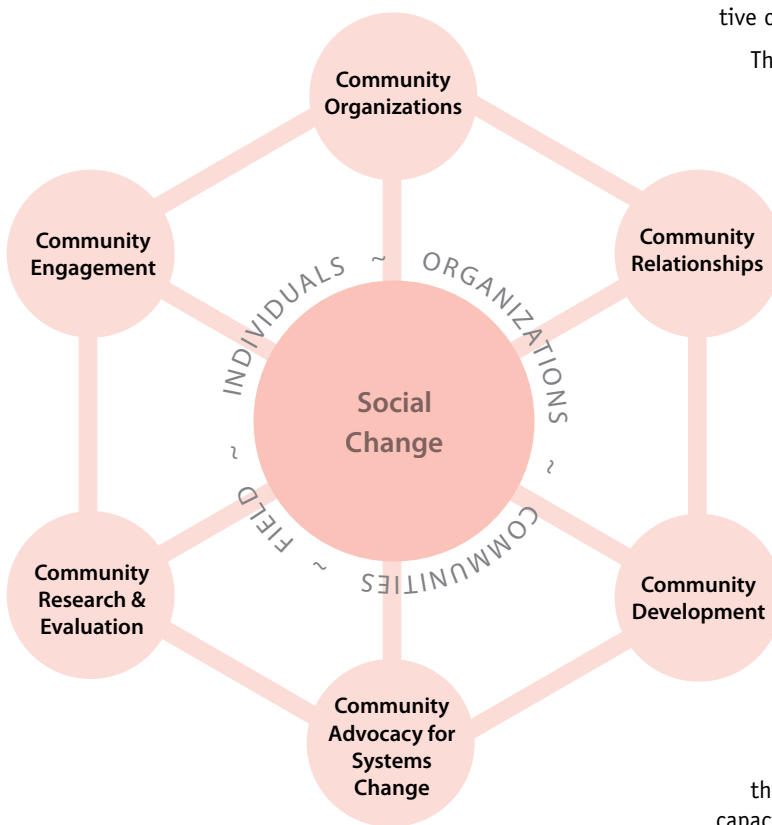 tive c
Th
Community
Organizations
Community
Engagement
Community
Relationships
INDIVIDUALS ~ ORGANIZATIONS ~ COMMUNITIES ~ FIELD ~
Social
Change
Community
Research &
Evaluation
Community
Development
Community
Advocacy for
Systems
Change
th
capac